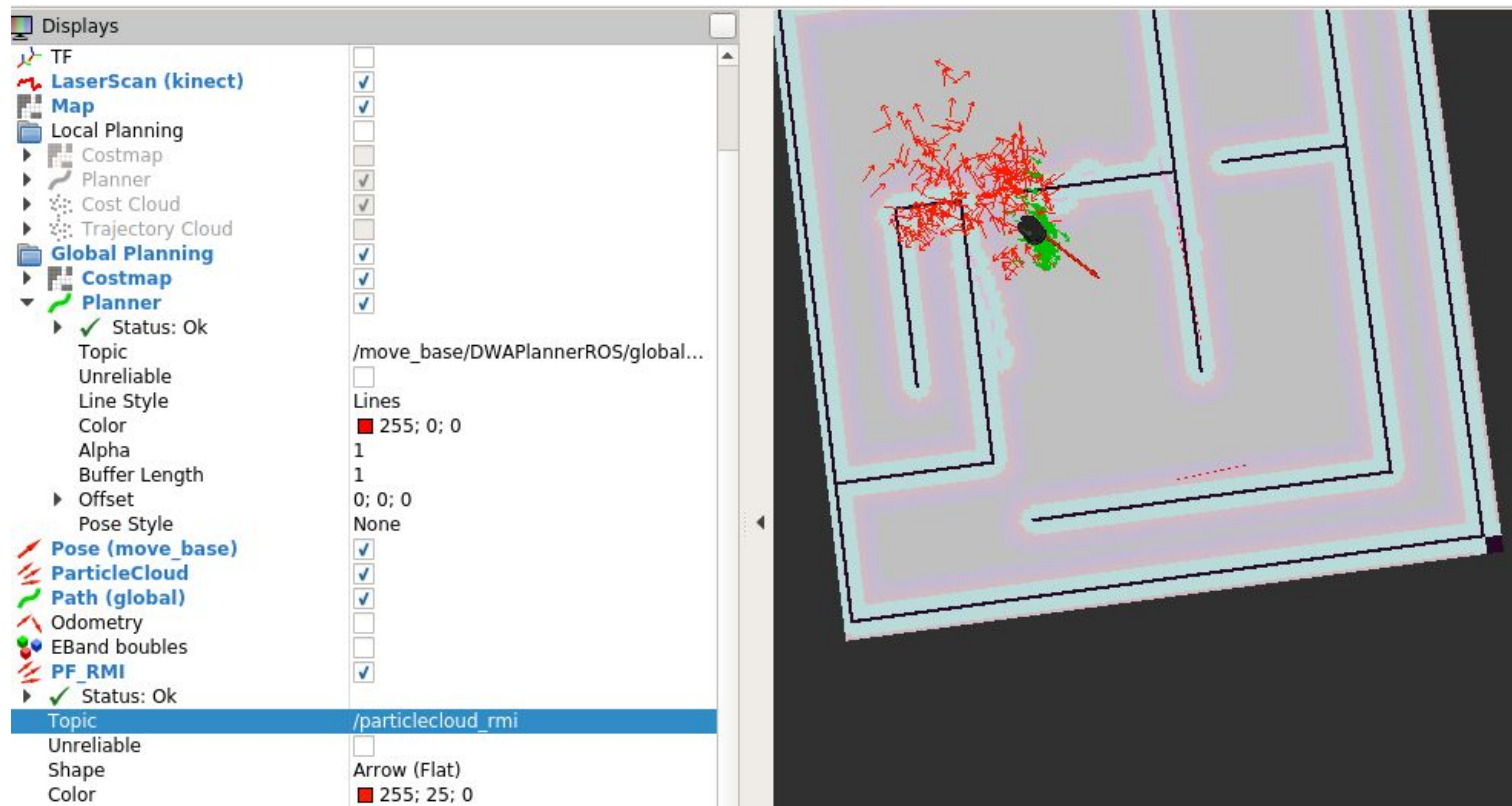 Displays
TF
LaserScan (kinect)
Map
Local Planning
Costmap
Planner
Cost Cloud
Trajectory Cloud
Global Planning
Costmap
Planner
Status: Ok
Topic /move_base/DWAPlannerROS/global...
Unreliable
Line Style Lines
Color 255; 0; 0
Alpha 1
Buffer Length 1
Offset 0; 0; 0
Pose Style None
Pose (move_base)
ParticleCloud
Path (global)
Odometry
EBand boubles
PF_RMI
Status: Ok
Topic /particlecloud_rmi
Unreliable
Shape Arrow (Flat)
Color 255; 25; 0